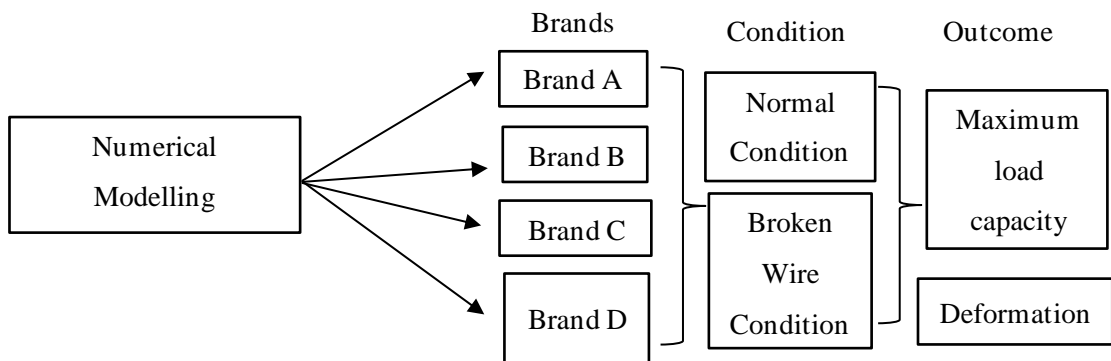 Brands
Condition
Outcome
Numerical
Modelling
Brand A
Brand B
Brand C
Brand D
Normal
Condition
Broken
Wire
Condition
Maximum
load
capacity
Deformation